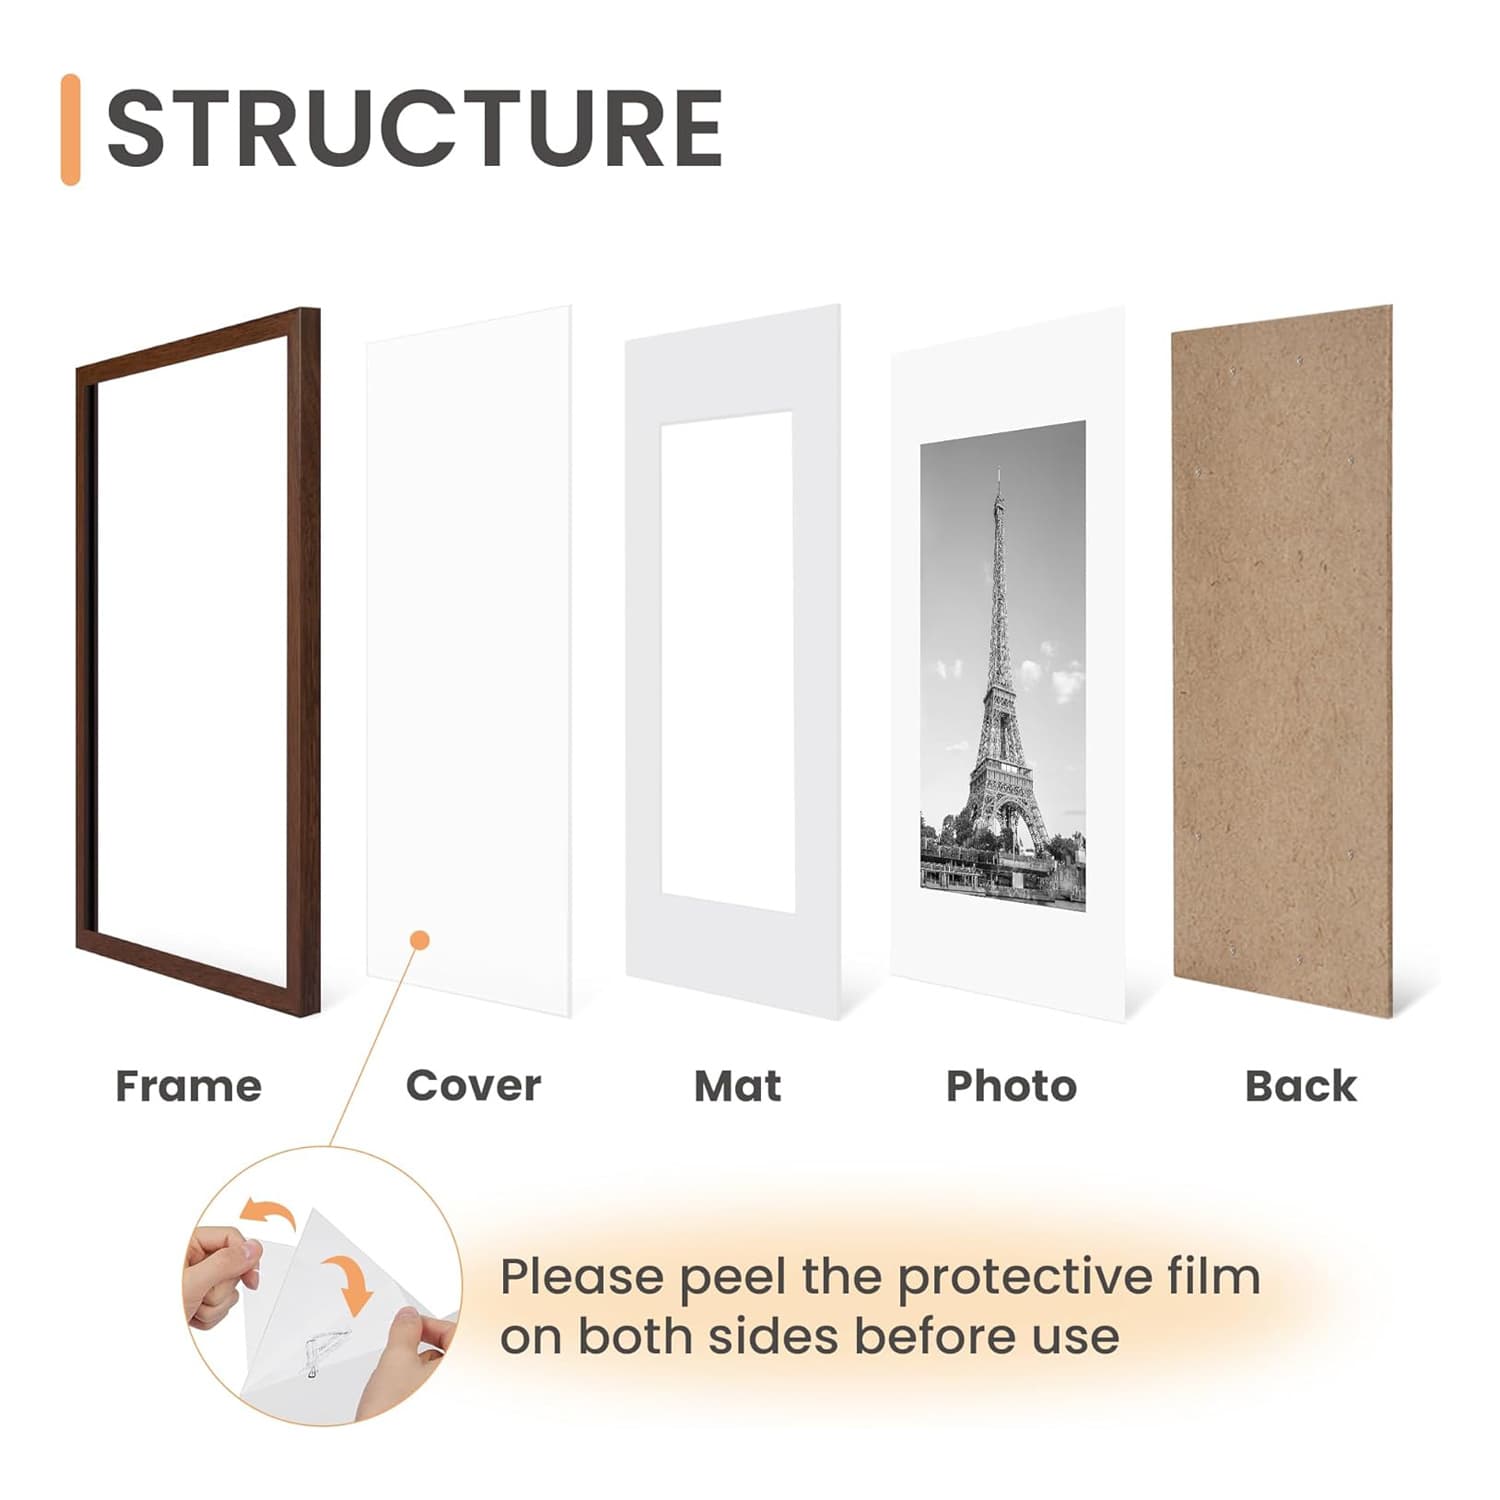 STRUCTURE
Frame
Cover
Mat
Photo
Back
Please peel the protective film
on both sides before use